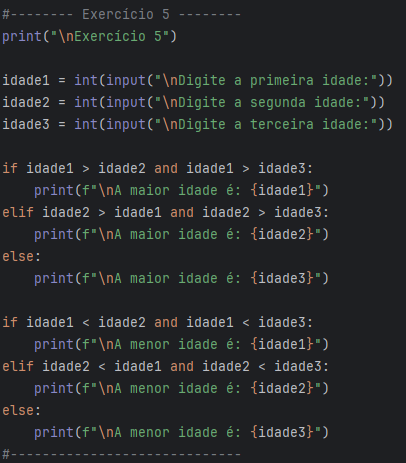 #-------- Exercício 5 --------
print("\nExercício 5")
idade1 = int(input("\nDigite a primeira idade:"))
idade2 = int(input("\nDigite a segunda idade:"))
idade3 = int(input("\nDigite a terceira idade:"))
if idade1 > idade2 and idade1 > idade3:
    print(f"\nA maior idade é: {idade1}")
elif idade2 > idade1 and idade2 > idade3:
    print(f"\nA maior idade é: {idade2}")
else:
    print(f"\nA maior idade é: {idade3}")
if idade1 < idade2 and idade1 < idade3:
    print(f"\nA menor idade é: {idade1}")
elif idade2 < idade1 and idade2 < idade3:
    print(f"\nA menor idade é: {idade2}")
else:
    print(f"\nA menor idade é: {idade3}")
#-----------------------------